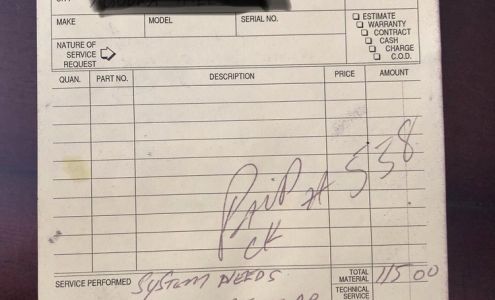 MAKE MODEL SERIAL NO.
☐ ESTIMATE
☐ WARRANTY
☐ CONTRACT
☐ CASH
☐ CHARGE
☐ C.O.D.
NATURE OF
SERVICE
REQUEST
QUAN. PART NO. DESCRIPTION PRICE AMOUNT
PAiD # 538
CK
SERVICE PERFORMED SYSTEM NEEDS TOTAL MATERIAL 115 00
TECHNICAL
SERVICE